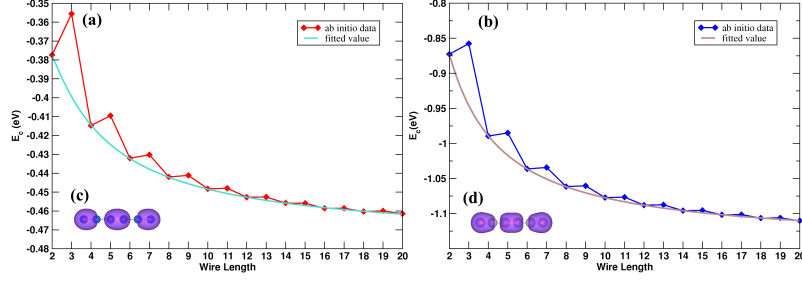 (a)
ab initio data
fitted value
-0.35
-0.36
-0.37
-0.38
-0.39
-0.4
-0.41
-0.42
-0.43
-0.44
-0.45
-0.46
-0.47
-0.48
E_c (eV)
(c)
2 3 4 5 6 7 8 9 10 11 12 13 14 15 16 17 18 19 20
Wire Length
(b)
ab initio data
fitted value
-0.8
-0.85
-0.9
-0.95
-1
-1.05
-1.1
E_c(eV)
(d)
2 3 4 5 6 7 8 9 10 11 12 13 14 15 16 17 18 19 20
Wire Length